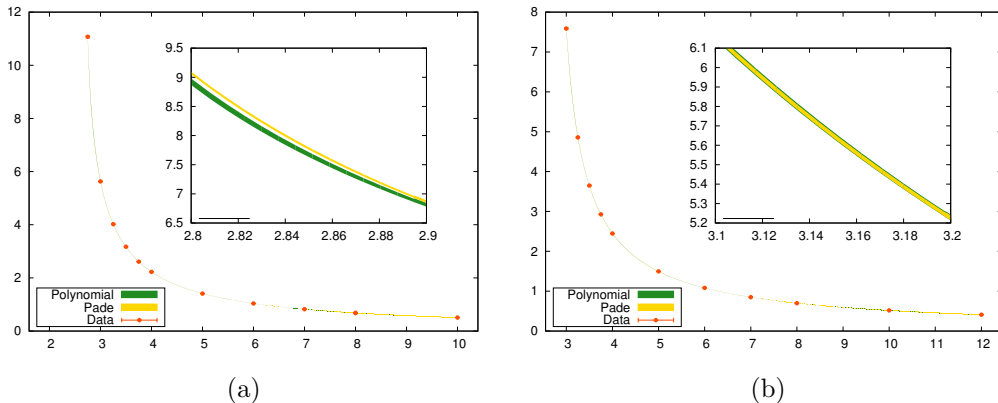 12
10
8
6
4
2
0
2 3 4 5 6 7 8 9 10
9.5
9
8.5
8
7.5
7
6.5
2.8 2.82 2.84 2.86 2.88 2.9
Polynomial
Pade
Data
(a)
8
7
6
5
4
3
2
1
0
3 4 5 6 7 8 9 10 11 12
6.1
6
5.9
5.8
5.7
5.6
5.5
5.4
5.3
5.2
3.1 3.12 3.14 3.16 3.18 3.2
Polynomial
Pade
Data
(b)